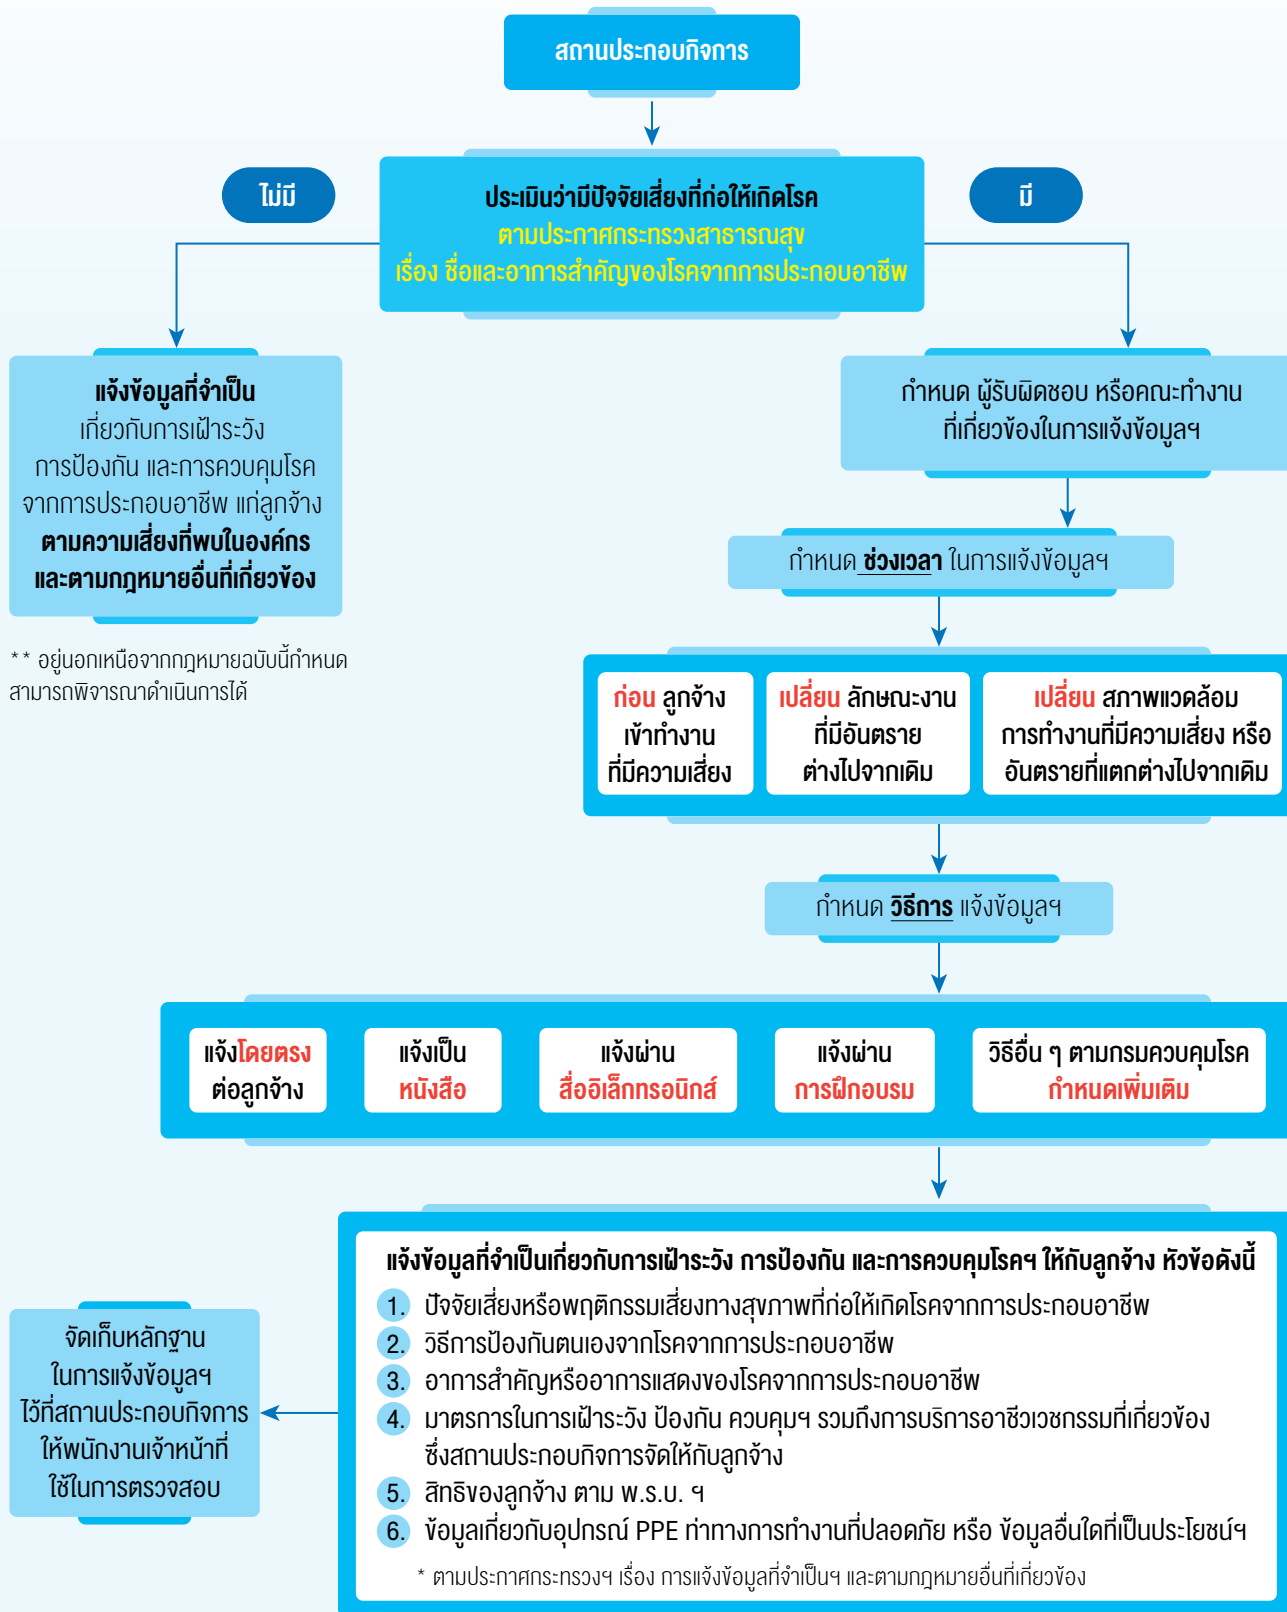 สถานประกอบกิจการ
ไม่มี
มี
ประเมินว่ามีปัจจัยเสี่ยงที่ก่อให้เกิดโรค
ตามประกาศกระทรวงสาธารณสุข
เรื่อง ชื่อและอาการสำคัญของโรคจากการประกอบอาชีพ
แจ้งข้อมูลที่จำเป็น
เกี่ยวกับการเฝ้าระวัง
การป้องกัน และการควบคุมโรค
จากการประกอบอาชีพ แก่ลูกจ้าง
ตามความเสี่ยงที่พบในองค์กร
และตามกฎหมายอื่นที่เกี่ยวข้อง
** อยู่นอกเหนือจากกฎหมายฉบับนี้กำหนด
สามารถพิจารณาดำเนินการได้
กำหนด ผู้รับผิดชอบ หรือคณะทำงาน
ที่เกี่ยวข้องในการแจ้งข้อมูลฯ
กำหนด ช่วงเวลา ในการแจ้งข้อมูลฯ
ก่อน ลูกจ้าง
เข้าทำงาน
ที่มีความเสี่ยง
เปลี่ยน ลักษณะงาน
ที่มีอันตราย
ต่างไปจากเดิม
เปลี่ยน สภาพแวดล้อม
การทำงานที่มีความเสี่ยง หรือ
อันตรายที่แตกต่างไปจากเดิม
กำหนด วิธีการ แจ้งข้อมูลฯ
แจ้งโดยตรง
ต่อลูกจ้าง
แจ้งเป็น
หนังสือ
แจ้งผ่าน
สื่ออิเล็กทรอนิกส์
แจ้งผ่าน
การฝึกอบรม
วิธีอื่น ๆ ตามกรมควบคุมโรค
กำหนดเพิ่มเติม
แจ้งข้อมูลที่จำเป็นเกี่ยวกับการเฝ้าระวัง การป้องกัน และการควบคุมโรคฯ ให้กับลูกจ้าง หัวข้อดังนี้
1. ปัจจัยเสี่ยงหรือพฤติกรรมเสี่ยงทางสุขภาพที่ก่อให้เกิดโรคจากการประกอบอาชีพ
2. วิธีการป้องกันตนเองจากโรคจากการประกอบอาชีพ
3. อาการสำคัญหรืออาการแสดงของโรคจากการประกอบอาชีพ
4. มาตรการในการเฝ้าระวัง ป้องกัน ควบคุมฯ รวมถึงการบริการอาชีวเวชกรรมที่เกี่ยวข้อง
ซึ่งสถานประกอบกิจการจัดให้กับลูกจ้าง
5. สิทธิของลูกจ้าง ตาม พ.ร.บ. ฯ
6. ข้อมูลเกี่ยวกับอุปกรณ์ PPE ท่าทางการทำงานที่ปลอดภัย หรือ ข้อมูลอื่นใดที่เป็นประโยชน์ฯ
* ตามประกาศกระทรวงฯ เรื่อง การแจ้งข้อมูลที่จำเป็นฯ และตามกฎหมายอื่นที่เกี่ยวข้อง
จัดเก็บหลักฐาน
ในการแจ้งข้อมูลฯ
ไว้ที่สถานประกอบกิจการ
ให้พนักงานเจ้าหน้าที่
ใช้ในการตรวจสอบ